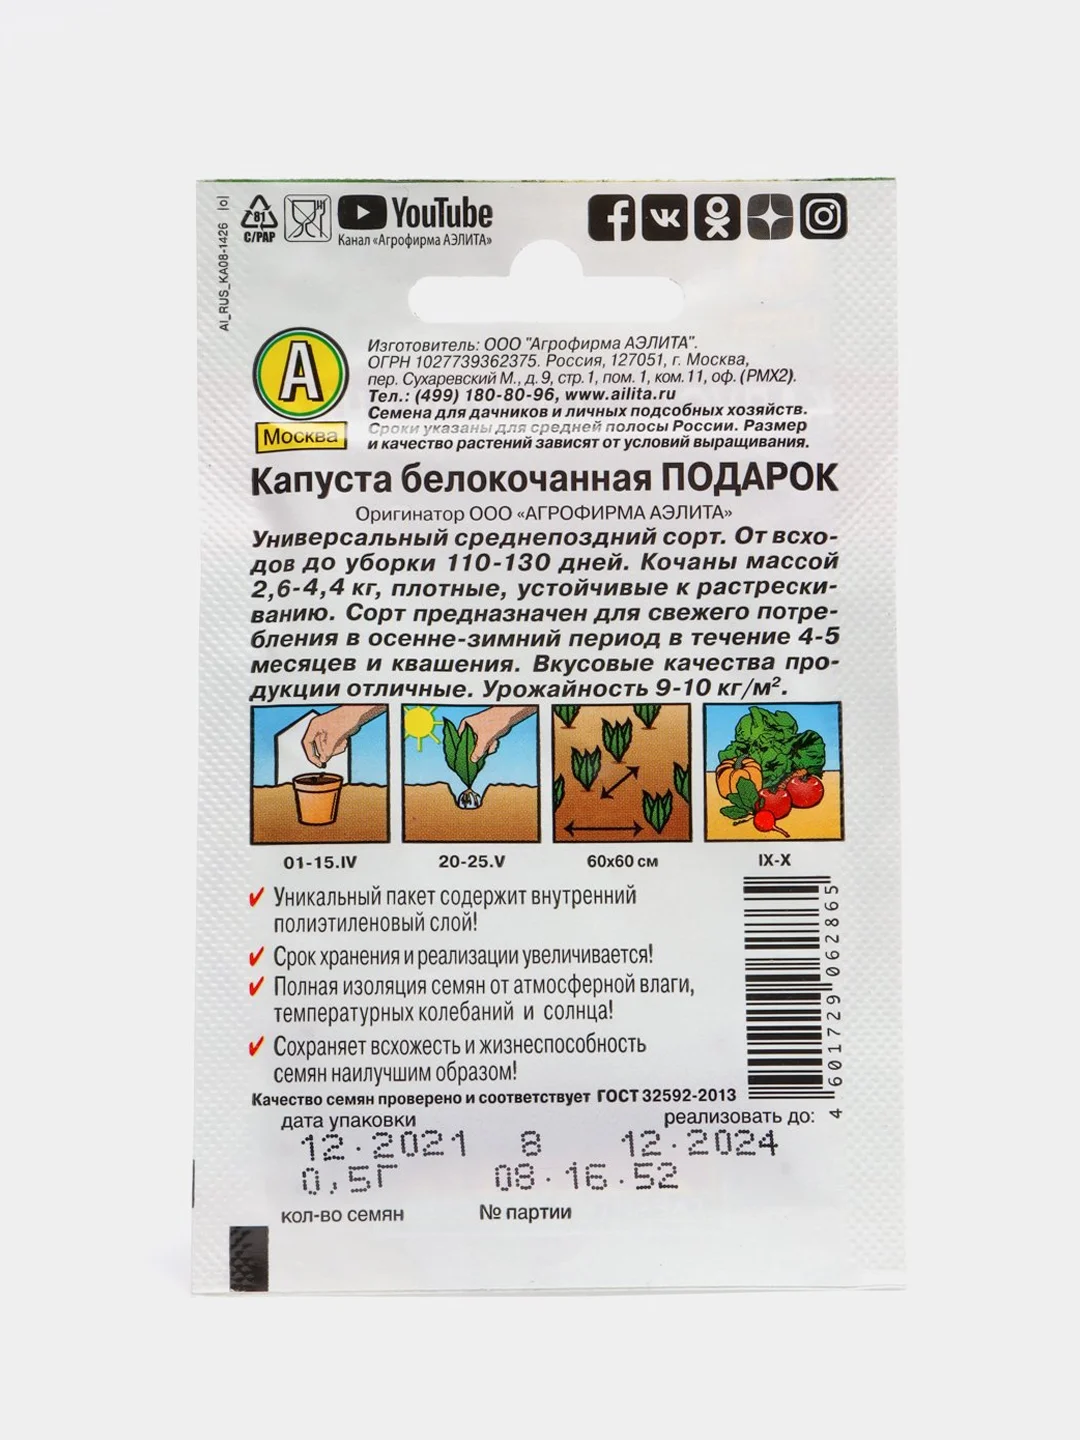 AI_RUS_KA08-1426 |o|
81
C/PAP
YouTube
Канал «Агрофирма АЭЛИТА»
А
Москва
Изготовитель: ООО "Агрофирма АЭЛИТА".
ОГРН 1027739362375. Россия, 127051, г. Москва,
пер. Сухаревский М., д. 9, стр. 1, пом. 1, ком. 11, оф. (РМХ2).
Тел.: (499) 180-80-96, www.ailita.ru
Семена для дачников и личных подсобных хозяйств.
Сроки указаны для средней полосы России. Размер
и качество растений зависят от условий выращивания.
Капуста белокочанная ПОДАРОК
Оригинатор ООО «АГРОФИРМА АЭЛИТА»
Универсальный среднепоздний сорт. От всхо-
дов до уборки 110-130 дней. Кочаны массой
2,6-4,4 кг, плотные, устойчивые к растрески-
ванию. Сорт предназначен для свежего потре-
бления в осенне-зимний период в течение 4-5
месяцев и квашения. Вкусовые качества про-
дукции отличные. Урожайность 9-10 кг/м².
01-15.IV 20-25.V 60х60 см IX-X
Уникальный пакет содержит внутренний
полиэтиленовый слой!
Срок хранения и реализации увеличивается!
Полная изоляция семян от атмосферной влаги,
температурных колебаний и солнца!
Сохраняет всхожесть и жизнеспособность
семян наилучшим образом!
4 601729 062865
Качество семян проверено и соответствует ГОСТ 32592-2013
дата упаковки реализовать до:
12.2021 8 12.2024
0,5Г 08.16.52
кол-во семян № партии